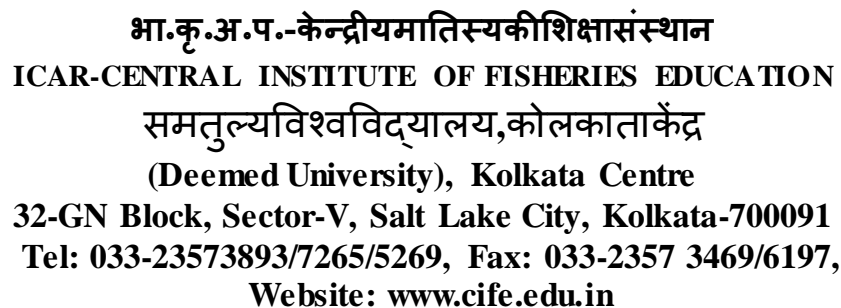 भा.कृ.अ.प.-केन्द्रीयमातिस्यकीशिक्षासंस्थान
ICAR-CENTRAL INSTITUTE OF FISHERIES EDUCATION
समतुल्यविश्वविद्यालय,कोलकाताकेंद्र
(Deemed University), Kolkata Centre
32-GN Block, Sector-V, Salt Lake City, Kolkata-700091
Tel: 033-23573893/7265/5269, Fax: 033-2357 3469/6197,
Website: www.cife.edu.in